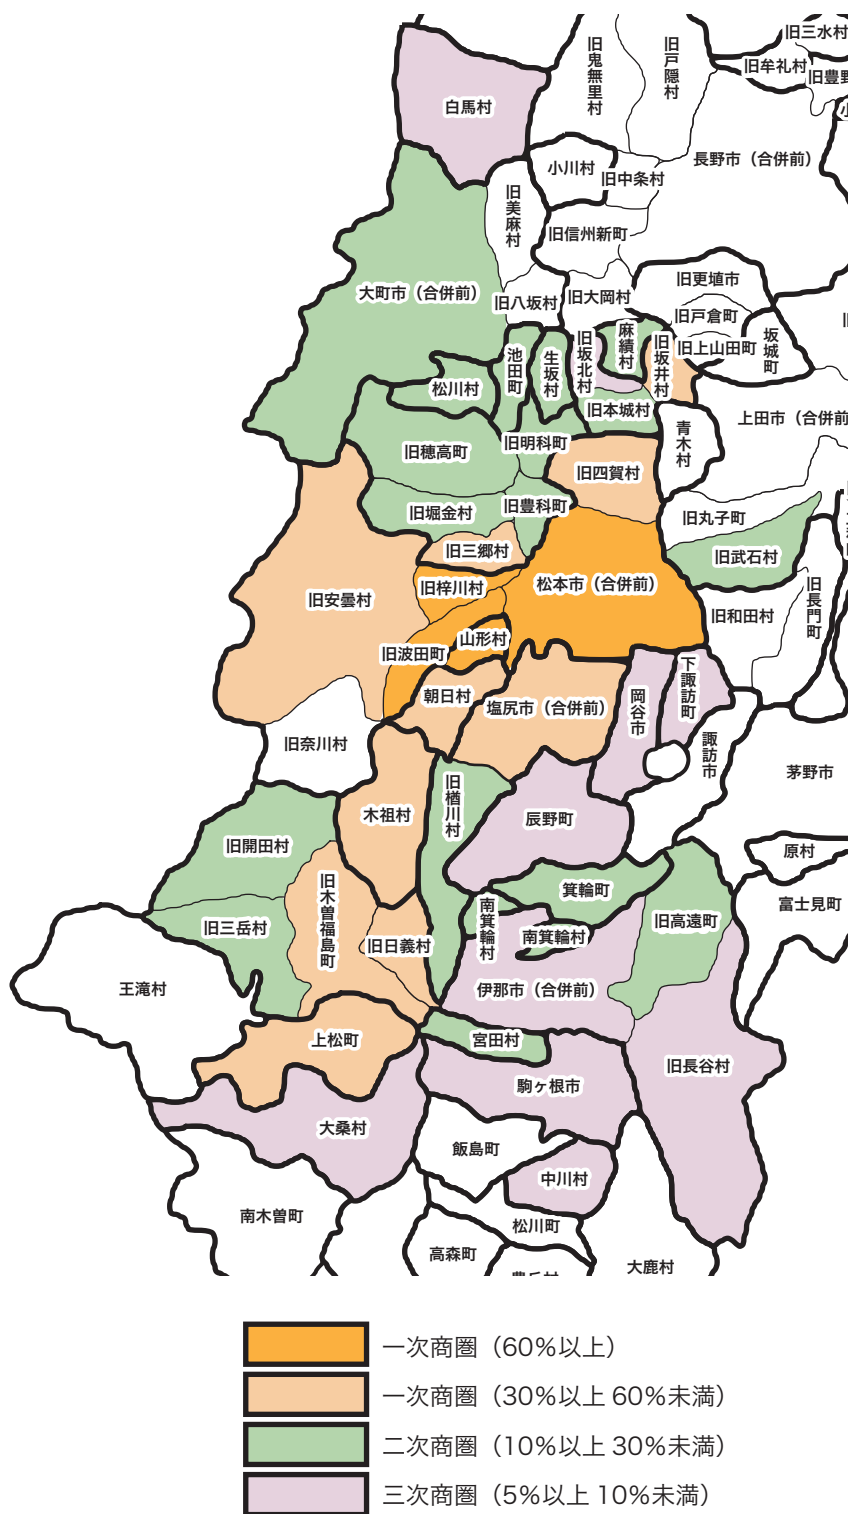 旧三水村
旧鬼無里村
旧戸隠村
旧牟礼村
旧豊野
白馬村
長野市（合併前）
小川村
旧中条村
旧美麻村
旧信州新町
旧更埴市
大町市（合併前）
旧八坂村
旧大岡村
旧戸倉町
麻績村
坂城町
旧坂北村
旧坂井村
旧上山田町
池田町
生坂村
松川村
旧本城村
上田市（合併前
青木村
旧穂高町
旧明科町
旧四賀村
旧堀金村
旧豊科町
旧丸子町
旧三郷村
旧武石村
旧梓川村
松本市（合併前）
旧安曇村
旧長門町
旧和田村
山形村
旧波田町
下諏訪町
朝日村
塩尻市（合併前）
岡谷市
旧奈川村
諏訪市
茅野市
旧楢川村
木祖村
辰野町
旧開田村
原村
箕輪町
旧木曽福島町
南箕輪村
富士見町
旧三岳村
旧高遠町
旧日義村
南箕輪村
王滝村
伊那市（合併前）
上松町
宮田村
旧長谷村
駒ヶ根市
大桑村
飯島町
中川村
南木曽町
松川町
高森町
大鹿村
一次商圏（60%以上）
一次商圏（30%以上 60%未満）
二次商圏（10%以上 30%未満）
三次商圏（5%以上 10%未満）